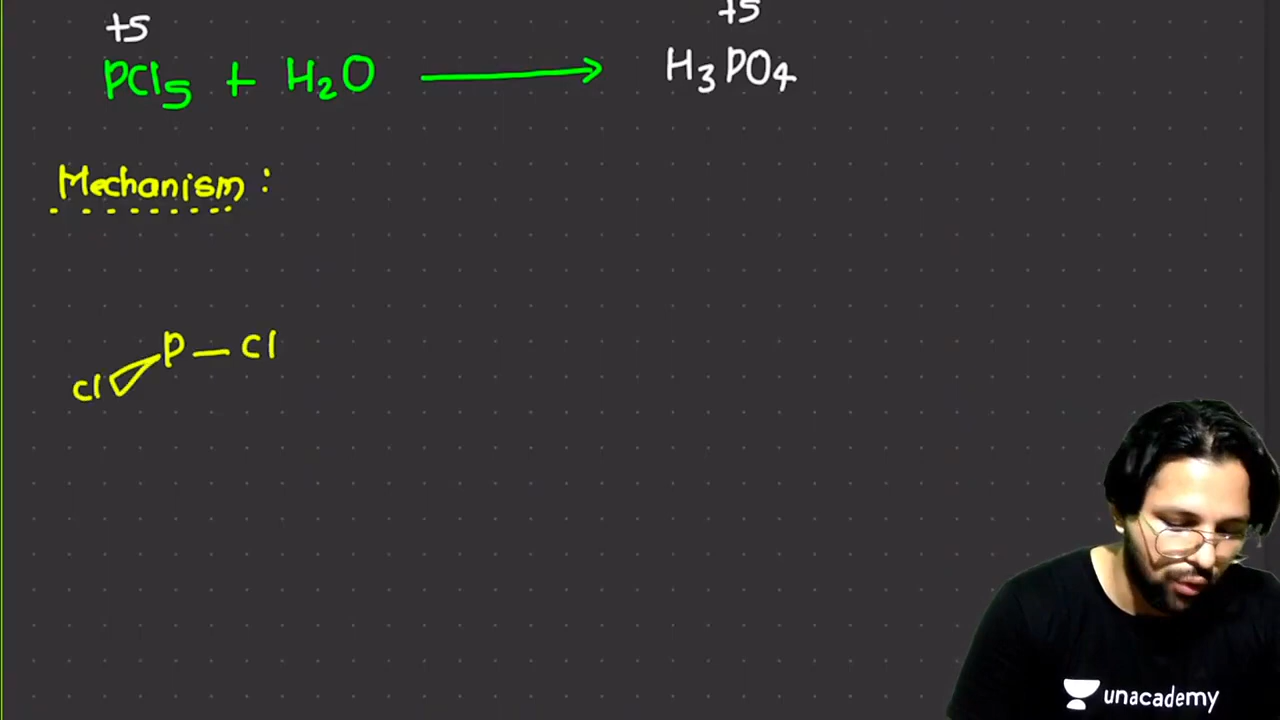 +5 +5
PCl5 + H2O ⟶ H3PO4
Mechanism :
P — Cl
Cl
unacademy